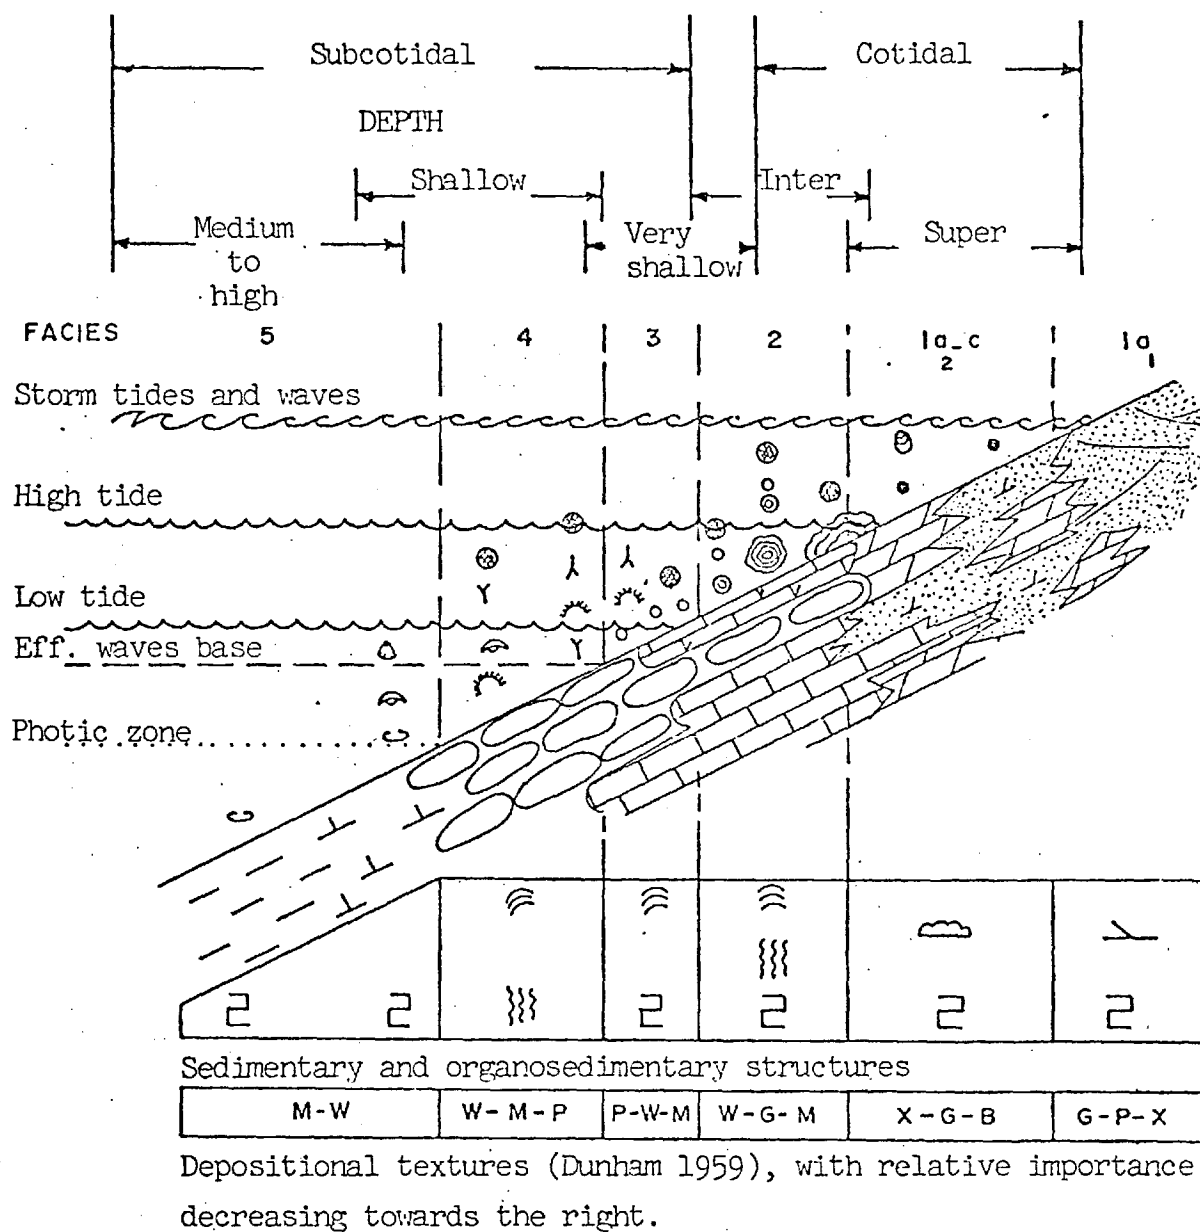 Subcotidal Cotidal
DEPTH
Shallow Inter
Medium to high Very shallow Super
FACIES 5 4 3 2 1a-c 2 1a 1
Storm tides and waves
High tide
Low tide
Eff. waves base
Photic zone
Sedimentary and organosedimentary structures
M-W W-M-P P-W-M W-G-M X-G-B G-P-X
Depositional textures (Dunham 1959), with relative importance
decreasing towards the right.